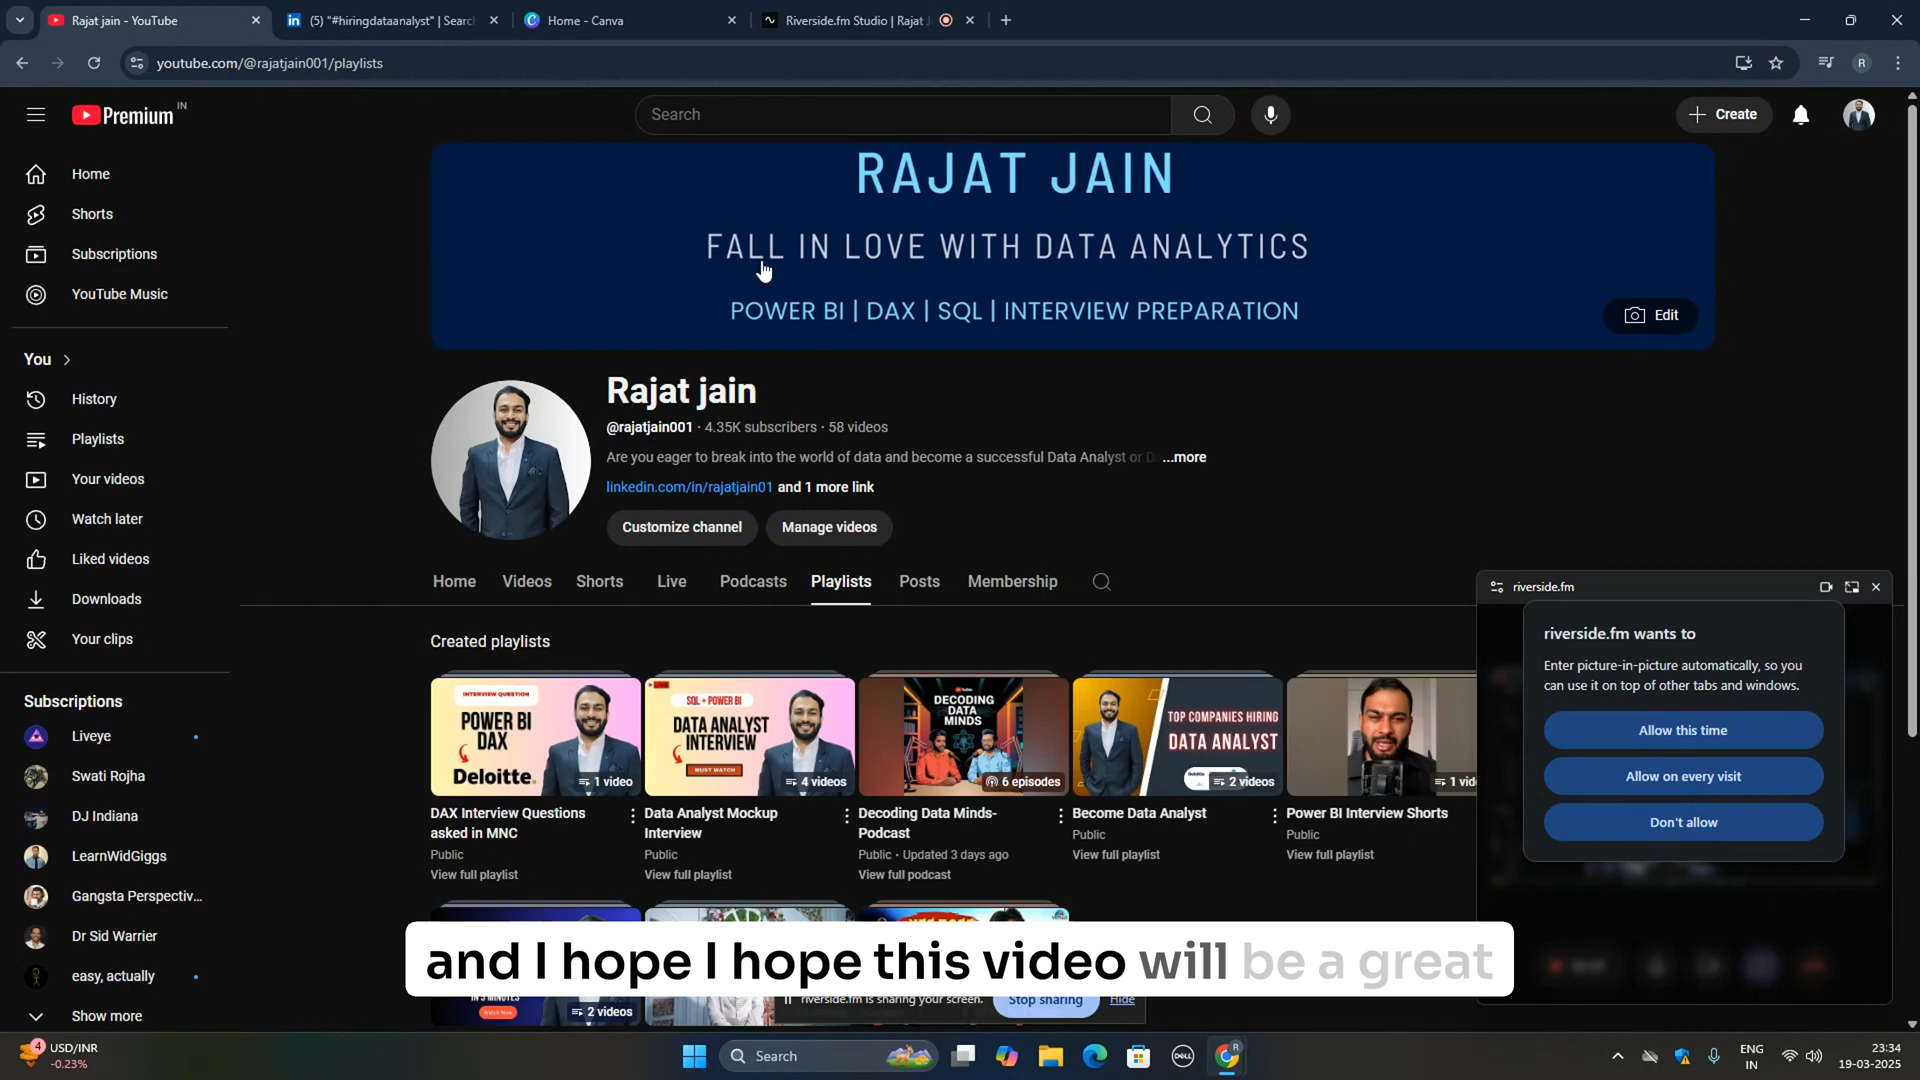 Rajat jain - YouTube
(5) "#hiringdataanalyst" | Searc
Home - Canva
Riverside.fm Studio | Rajat J
youtube.com/@rajatjain001/playlists
R
Premium IN
Search
Create
Home
Shorts
Subscriptions
YouTube Music
You
History
Playlists
Your videos
Watch later
Liked videos
Downloads
Your clips
Subscriptions
Liveye
Swati Rojha
DJ Indiana
LearnWidGiggs
Gangsta Perspectiv...
Dr Sid Warrier
easy, actually
Show more
RAJAT JAIN
FALL IN LOVE WITH DATA ANALYTICS
POWER BI | DAX | SQL | INTERVIEW PREPARATION
Edit
Rajat jain
@rajatjain001 · 4.35K subscribers · 58 videos
Are you eager to break into the world of data and become a successful Data Analyst or D ...more
linkedin.com/in/rajatjain01 and 1 more link
Customize channel
Manage videos
Home
Videos
Shorts
Live
Podcasts
Playlists
Posts
Membership
Created playlists
INTERVIEW QUESTION
POWER BI
DAX
Deloitte.
1 video
DAX Interview Questions
asked in MNC
Public
View full playlist
LIVE
SQL + POWER BI
DATA ANALYST
INTERVIEW
MUST WATCH
4 videos
Data Analyst Mockup
Interview
Public
View full playlist
DECODING
DATA
MINDS
6 episodes
Decoding Data Minds-
Podcast
Public · Updated 3 days ago
View full podcast
TOP COMPANIES HIRING
DATA ANALYST
2 videos
Become Data Analyst
Public
View full playlist
1 vid
Power BI Interview Shorts
Public
View full playlist
riverside.fm
riverside.fm wants to
Enter picture-in-picture automatically, so you
can use it on top of other tabs and windows.
Allow this time
Allow on every visit
Don't allow
and I hope I hope this video will be a great
IN 5 MINUTES
Watch Now
2 videos
riverside.fm is sharing your screen.
Stop sharing
Hide
4
USD/INR
-0.23%
Search
DELL
R
ENG
IN
23:34
19-03-2025